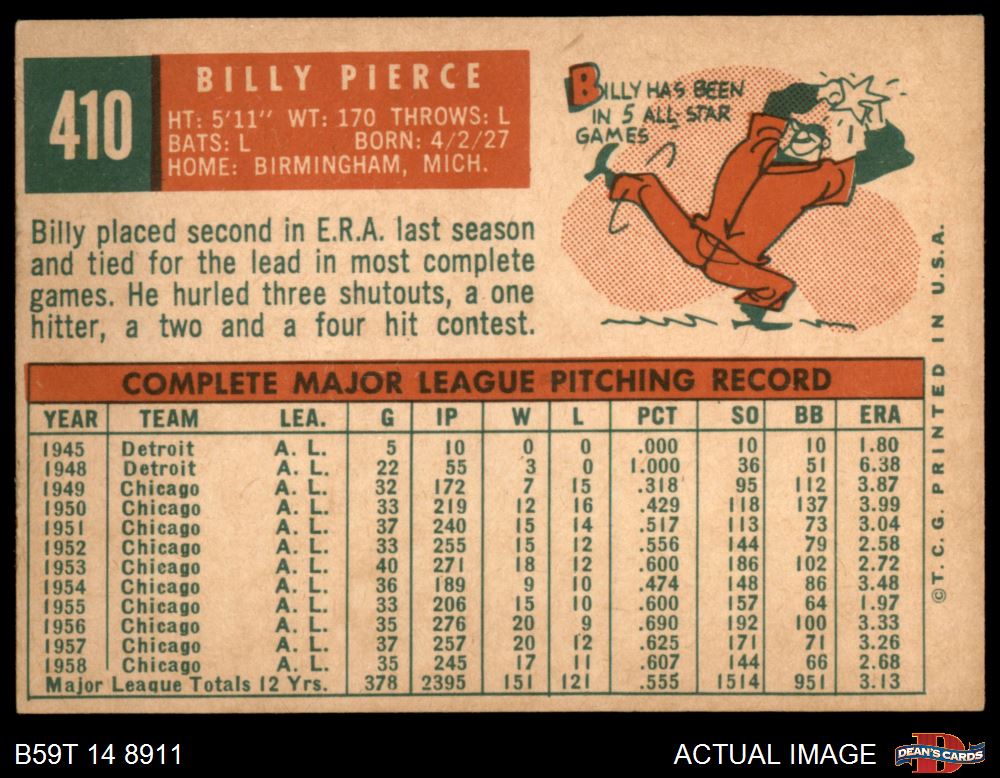 410
BILLY PIERCE
HT: 5'11" WT: 170 THROWS: L
BATS: L BORN: 4/2/27
HOME: BIRMINGHAM, MICH.
BILLY HAS BEEN
IN 5 ALL-STAR
GAMES
Billy placed second in E.R.A. last season
and tied for the lead in most complete
games. He hurled three shutouts, a one
hitter, a two and a four hit contest.
COMPLETE MAJOR LEAGUE PITCHING RECORD
YEAR TEAM LEA. G IP W L PCT SO BB ERA
1945 Detroit A. L. 5 10 0 0 .000 10 10 1.80
1948 Detroit A. L. 22 55 3 0 1.000 36 51 6.38
1949 Chicago A. L. 32 172 7 15 .318 95 112 3.87
1950 Chicago A. L. 33 219 12 16 .429 118 137 3.99
1951 Chicago A. L. 37 240 15 14 .517 113 73 3.04
1952 Chicago A. L. 33 255 15 12 .556 144 79 2.58
1953 Chicago A. L. 40 271 18 12 .600 186 102 2.72
1954 Chicago A. L. 36 189 9 10 .474 148 86 3.48
1955 Chicago A. L. 33 206 15 10 .600 157 64 1.97
1956 Chicago A. L. 35 276 20 9 .690 192 100 3.33
1957 Chicago A. L. 37 257 20 12 .625 171 71 3.26
1958 Chicago A. L. 35 245 17 11 .607 144 66 2.68
Major League Totals 12 Yrs. 378 2395 151 121 .555 1514 951 3.13
©T. C. G. PRINTED IN U.S.A.
B59T 14 8911
ACTUAL IMAGE
DEAN'S CARDS